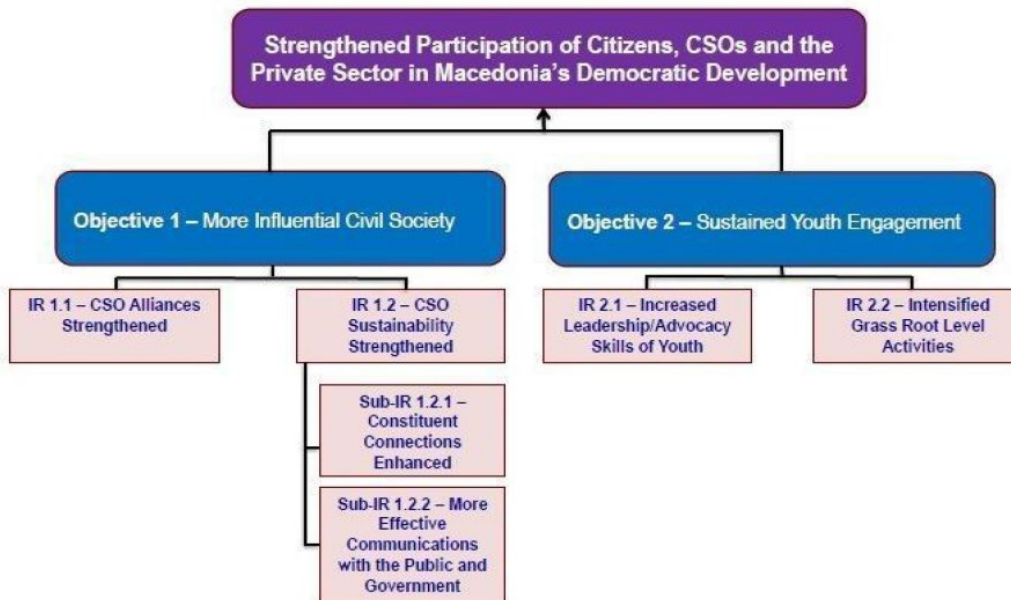 Strengthened Participation of Citizens, CSOs and the
Private Sector in Macedonia's Democratic Development
Objective 1 – More Influential Civil Society
Objective 2 – Sustained Youth Engagement
IR 1.1 – CSO Alliances
Strengthened
IR 1.2 – CSO
Sustainability
Strengthened
IR 2.1 – Increased
Leadership/Advocacy
Skills of Youth
IR 2.2 – Intensified
Grass Root Level
Activities
Sub-IR 1.2.1 –
Constituent
Connections
Enhanced
Sub-IR 1.2.2 – More
Effective
Communications
with the Public and
Government